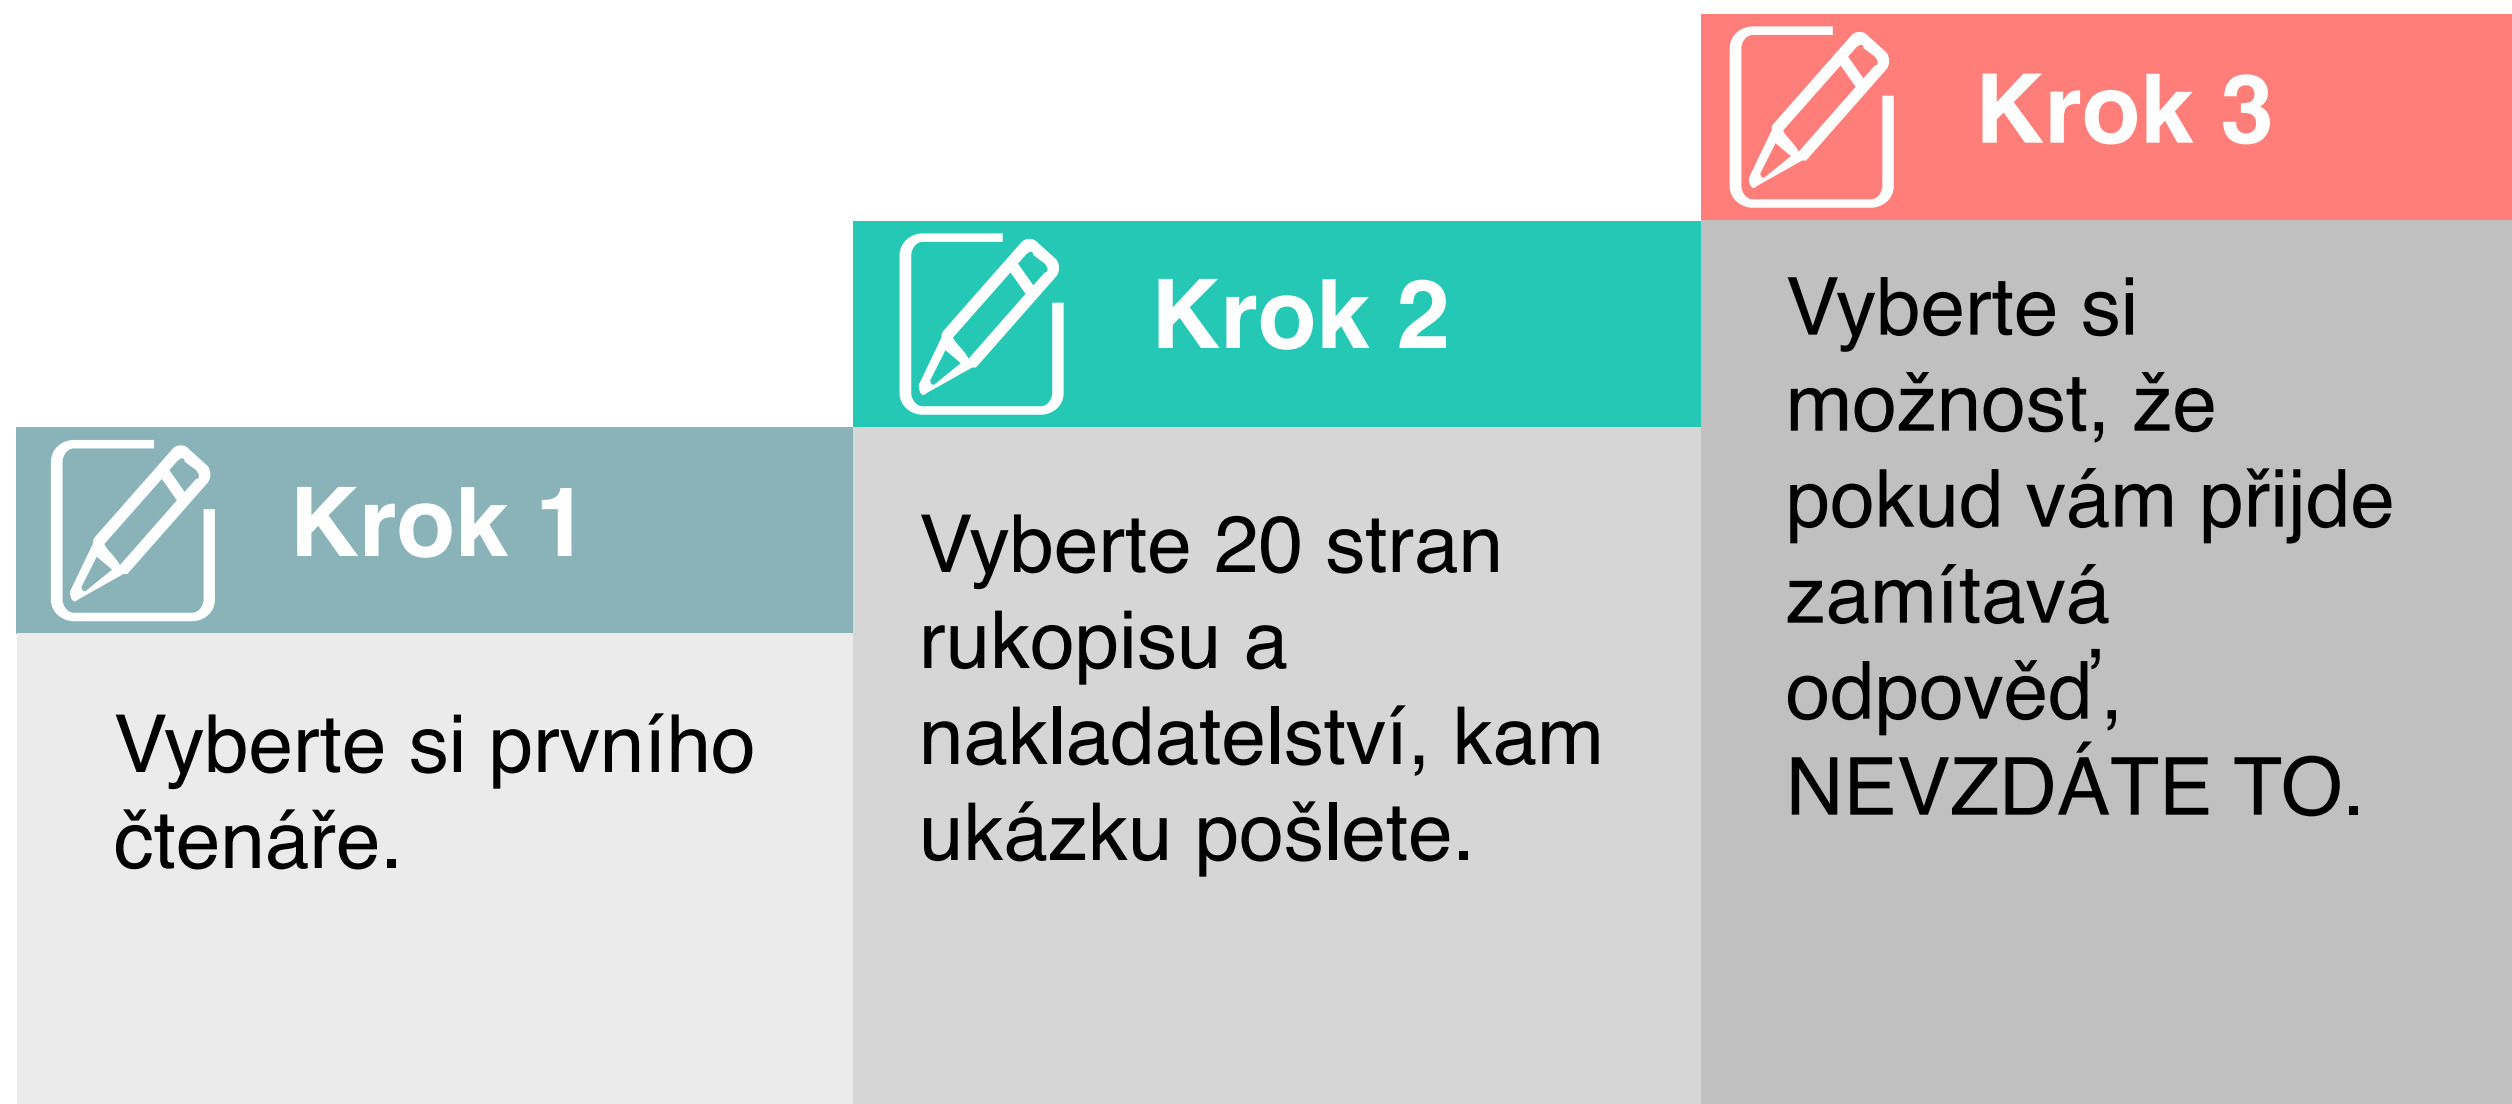 Krok 1
Vyberte si prvního
čtenáře.
Krok 2
Vyberte 20 stran
rukopisu a
nakladatelství, kam
ukázku pošlete.
Krok 3
Vyberte si
možnost, že
pokud vám přijde
zamítavá
odpověď,
NEVZDÁTE TO.